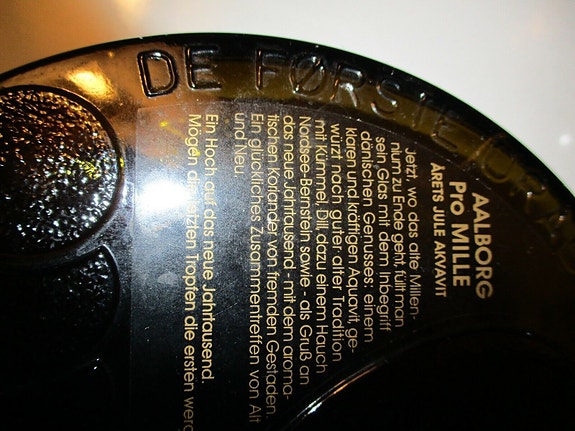 DE FØRSTE DRA
AALBORG
Pro MILLE
ÅRETS JULE AKVAVIT
Jetzt, wo das alte Millen-
nium zu Ende geht, füllt man
sein Glas mit dem Inbegriff
dänischen Genusses: einem
klaren und kräftigen Aquavit, ge-
würzt nach guter alter Tradition
mit Kümmel, Dill, dazu einem Hauch
Nordsee-Bernstein sowie - als Gruß an
das neue Jahrtausend - mit dem aroma-
tischen Koriander von fremden Gestaden.
Ein glückliches Zusammentreffen von Alt
und Neu.
Ein Hoch auf das neue Jahrtausend.
Mögen die letzten Tropfen die ersten werd